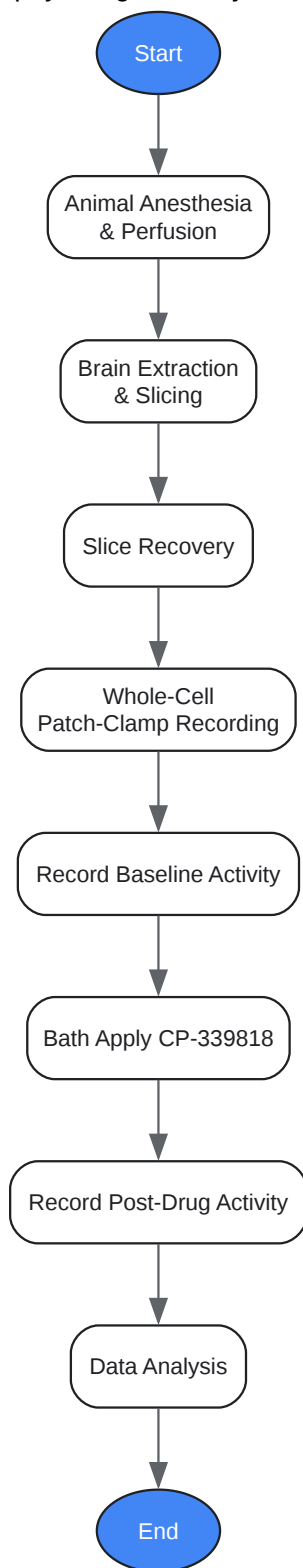 Start
Animal Anesthesia
& Perfusion
Brain Extraction
& Slicing
Slice Recovery
Whole-Cell
Patch-Clamp Recording
Record Baseline Activity
Bath Apply CP-339818
Record Post-Drug Activity
Data Analysis
End